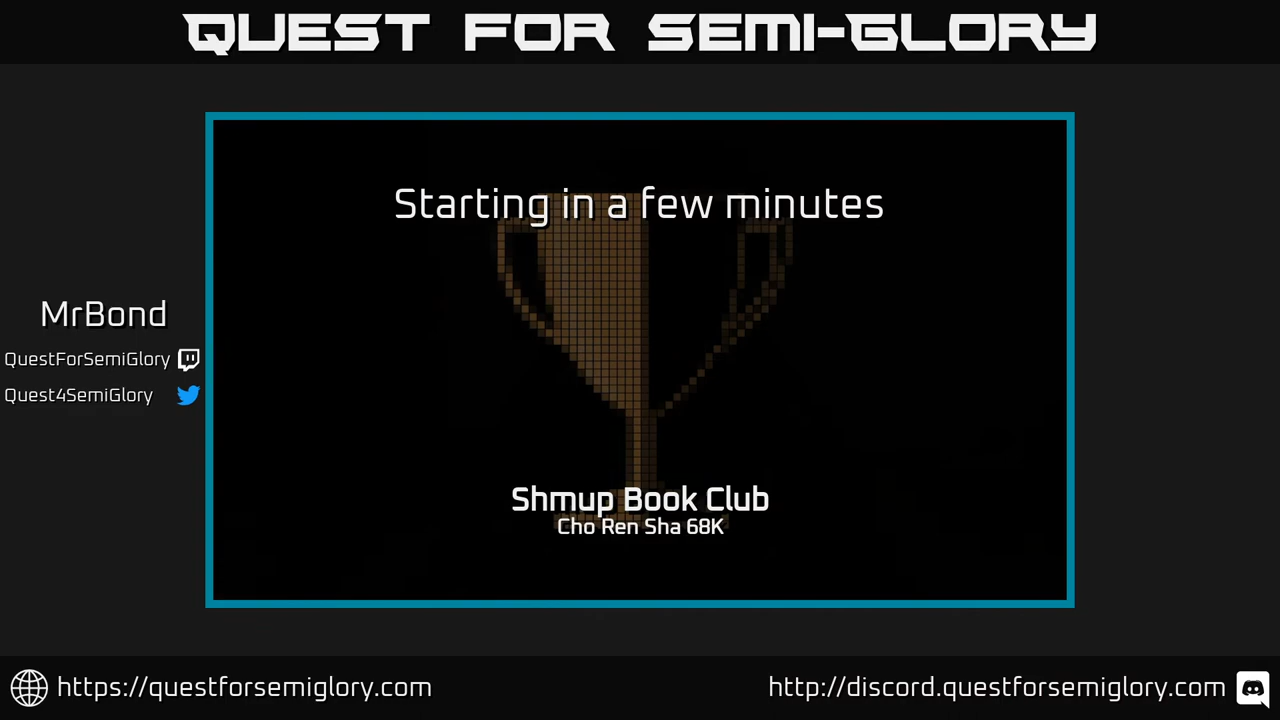 QUEST FOR SEMI-GLORY
Starting in a few minutes
MrBond
QuestForSemiGlory
Quest4SemiGlory
Shmup Book Club
Cho Ren Sha 68K
https://questforsemiglory.com
http://discord.questforsemiglory.com